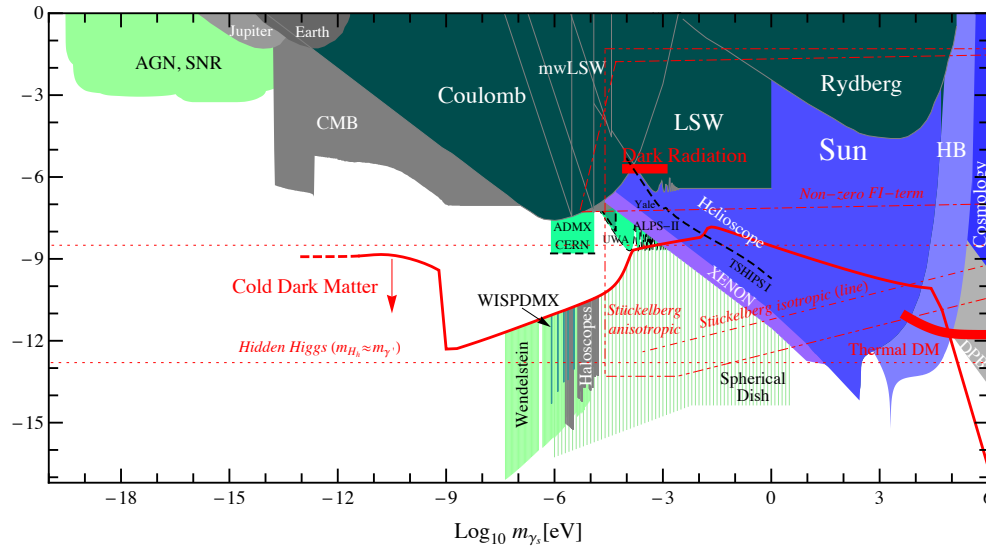 0
−3
−6
−9
−12
−15
Jupiter
Earth
AGN, SNR
CMB
Coulomb
mwLSW
LSW
Rydberg
Sun
HB
Cosmology
Dark Radiation
Non−zero FI−term
Yale
Helioscope
ADMX
CERN
UWA
ALPS−II
TSHIPS I
XENON
Cold Dark Matter
WISPDMX
Haloscopes
Stückelberg
anisotropic
Stückelberg isotropic (line)
Hidden Higgs (m_{H_h}≈m_{γ'})
Thermal DM
Wendelstein
Spherical
Dish
−18
−15
−12
−9
−6
−3
0
3
6
Log₁₀ m_{γ_s}[eV]